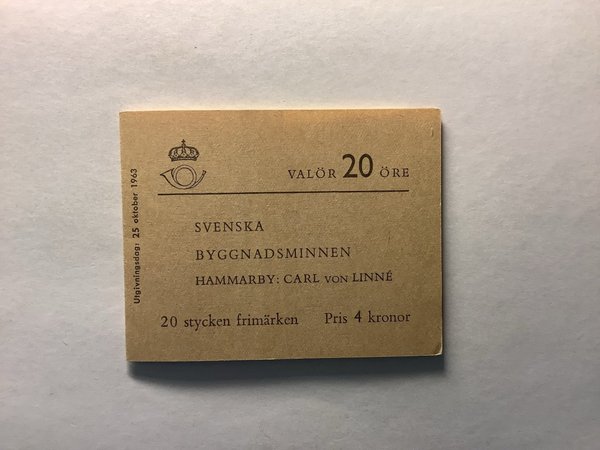 Utgivningsdag: 25 oktober 1963
VALÖR 20 ÖRE
SVENSKA
BYGGNADSMINNEN
HAMMARBY: CARL VON LINNÉ
20 stycken frimärken Pris 4 kronor